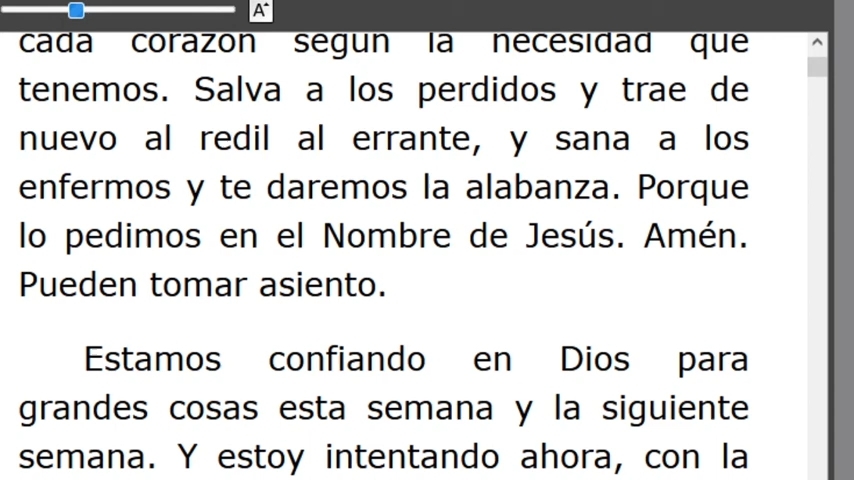 A
cada corazón según la necesidad que
tenemos. Salva a los perdidos y trae de
nuevo al redil al errante, y sana a los
enfermos y te daremos la alabanza. Porque
lo pedimos en el Nombre de Jesús. Amén.
Pueden tomar asiento.
Estamos confiando en Dios para
grandes cosas esta semana y la siguiente
semana. Y estoy intentando ahora, con la